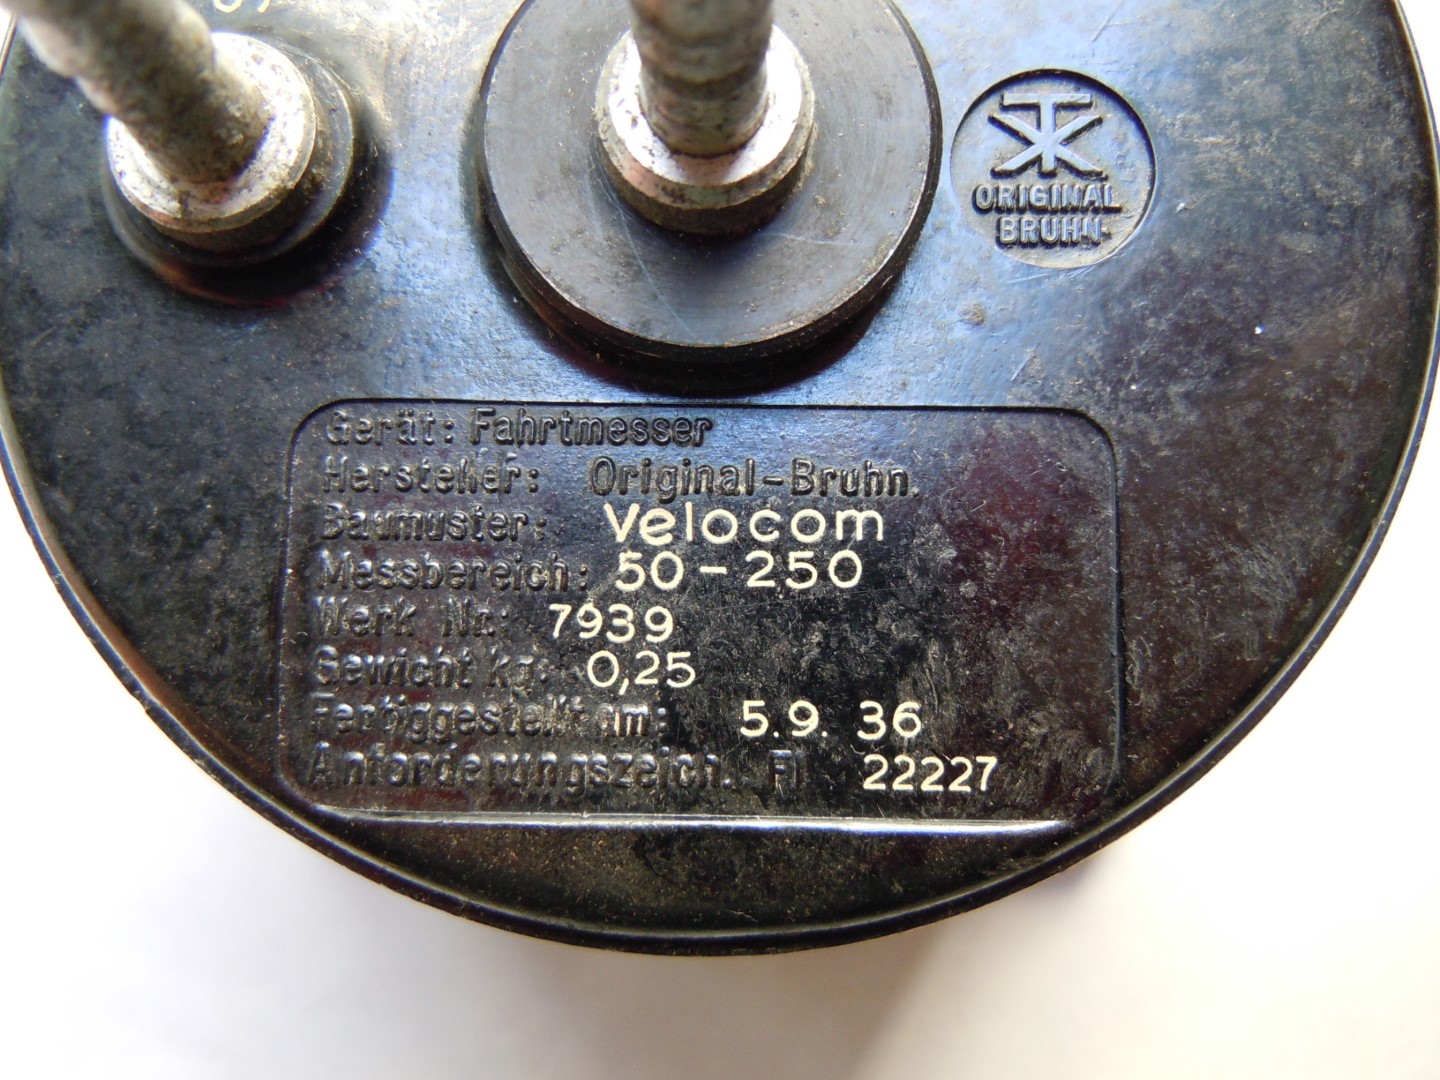 ORIGINAL
BRUHN
Gerät: Fahrtmesser
Hersteller: Original-Bruhn.
Baumuster: Velocom
Messbereich: 50-250
Werk Nr.: 7939
Gewicht kg: 0,25
Fertiggestellt am: 5.9. 36
Anforderungszeich. Fl 22227